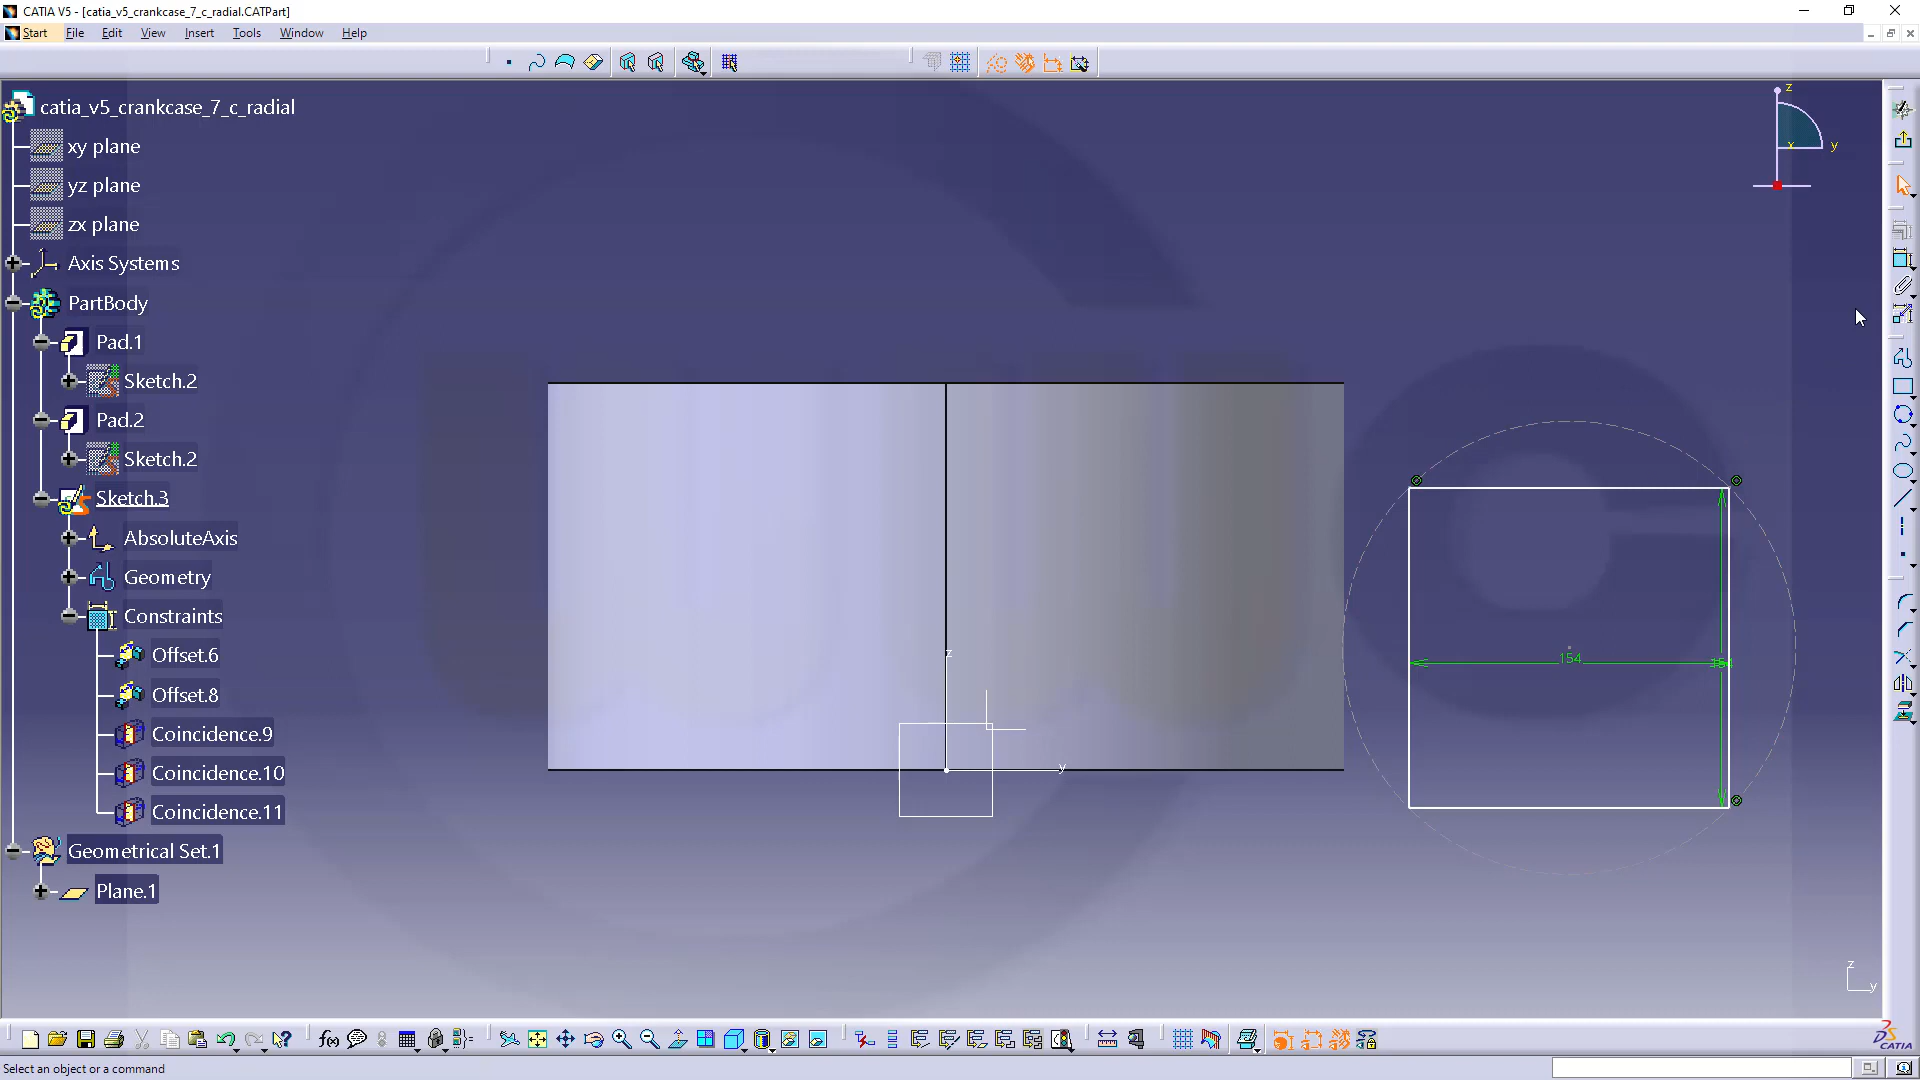 CATIA V5 - [catia_v5_crankcase_7_c_radial.CATPart]
Start File Edit View Insert Tools Window Help
catia_v5_crankcase_7_c_radial
xy plane
yz plane
zx plane
Axis Systems
PartBody
Pad.1
Sketch.2
Pad.2
Sketch.2
Sketch.3
AbsoluteAxis
Geometry
Constraints
Offset.6
Offset.8
Coincidence.9
Coincidence.10
Coincidence.11
Geometrical Set.1
Plane.1
z
x y
154
154
z
y
z
y
f(x)
CATIA
Select an object or a command